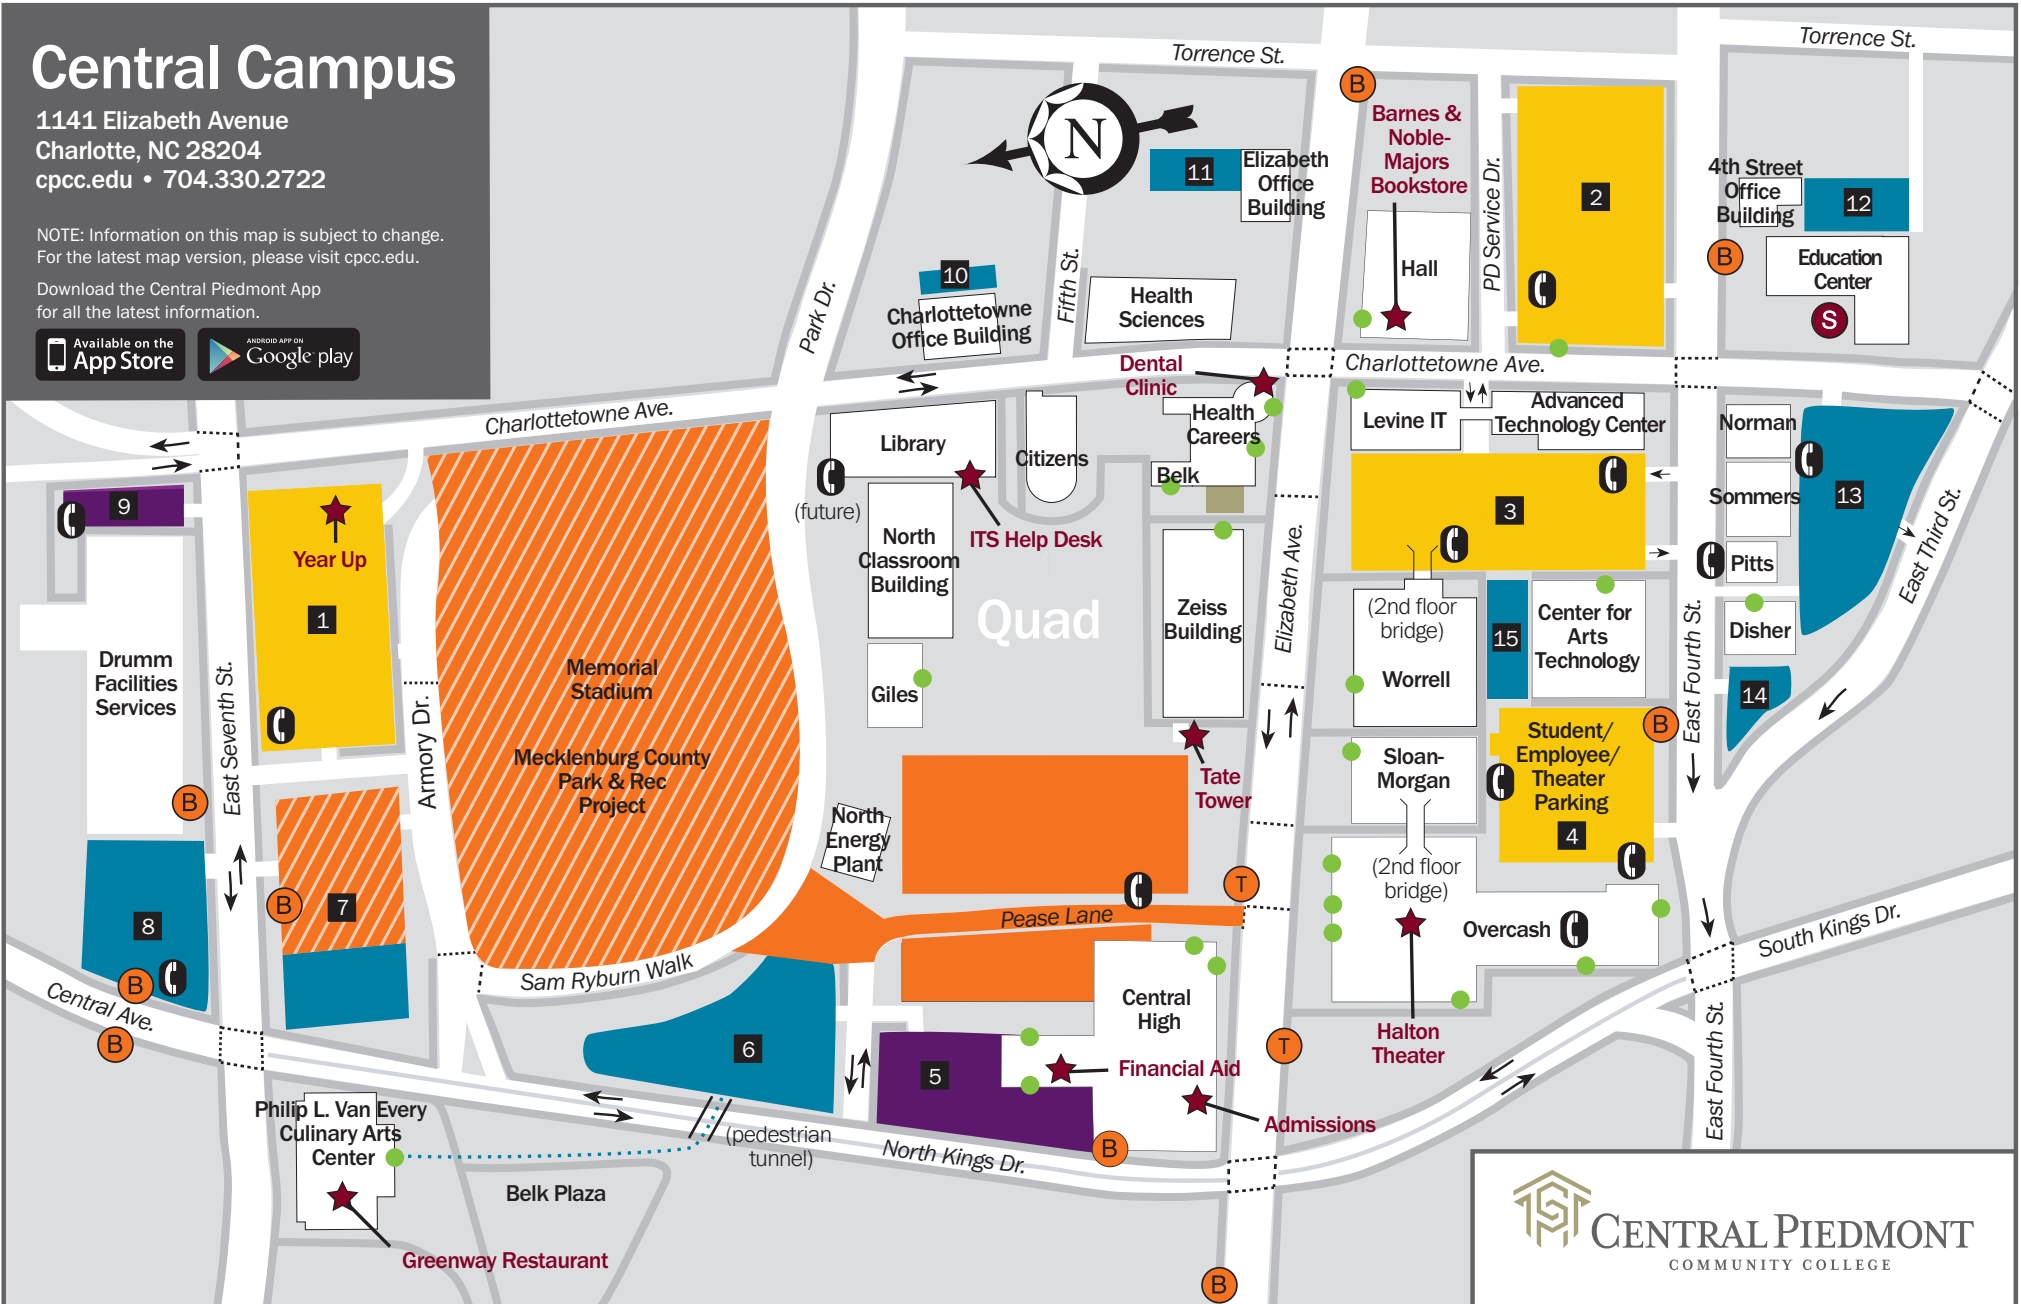 Central Campus
1141 Elizabeth Avenue
Charlotte, NC 28204
cpcc.edu • 704.330.2722
NOTE: Information on this map is subject to change.
For the latest map version, please visit cpcc.edu.
Download the Central Piedmont App
for all the latest information.
Available on the
App Store
ANDROID APP ON
Google play
Torrence St.
Torrence St.
B
N
Barnes &
Noble-
Majors
Bookstore
11
Elizabeth
Office
Building
PD Service Dr.
2
4th Street
Office
Building
12
B
Education
Center
S
Hall
Park Dr.
10
Charlottetowne
Office Building
Fifth St.
Health
Sciences
Dental
Clinic
Charlottetowne Ave.
Charlottetowne Ave.
Library
Citizens
Health
Careers
Belk
Levine IT
Advanced
Technology Center
Norman
Sommers
13
Pitts
East Third St.
9
Year Up
1
(future)
North
Classroom
Building
ITS Help Desk
3
Quad
Zeiss
Building
Elizabeth Ave.
(2nd floor
bridge)
Worrell
15
Center for
Arts
Technology
East Fourth St.
Disher
14
Drumm
Facilities
Services
East Seventh St.
Armory Dr.
Memorial
Stadium
Mecklenburg County
Park & Rec
Project
Giles
Tate
Tower
Sloan-
Morgan
Student/
Employee/
Theater
Parking
4
B
B
North
Energy
Plant
(2nd floor
bridge)
T
8
B
7
B
Pease Lane
Overcash
South Kings Dr.
Sam Ryburn Walk
Central Ave.
B
6
5
Central
High
Financial Aid
Admissions
T
Halton
Theater
East Fourth St.
Philip L. Van Every
Culinary Arts
Center
(pedestrian
tunnel)
North Kings Dr.
B
Belk Plaza
Greenway Restaurant
B
CENTRAL PIEDMONT
COMMUNITY COLLEGE